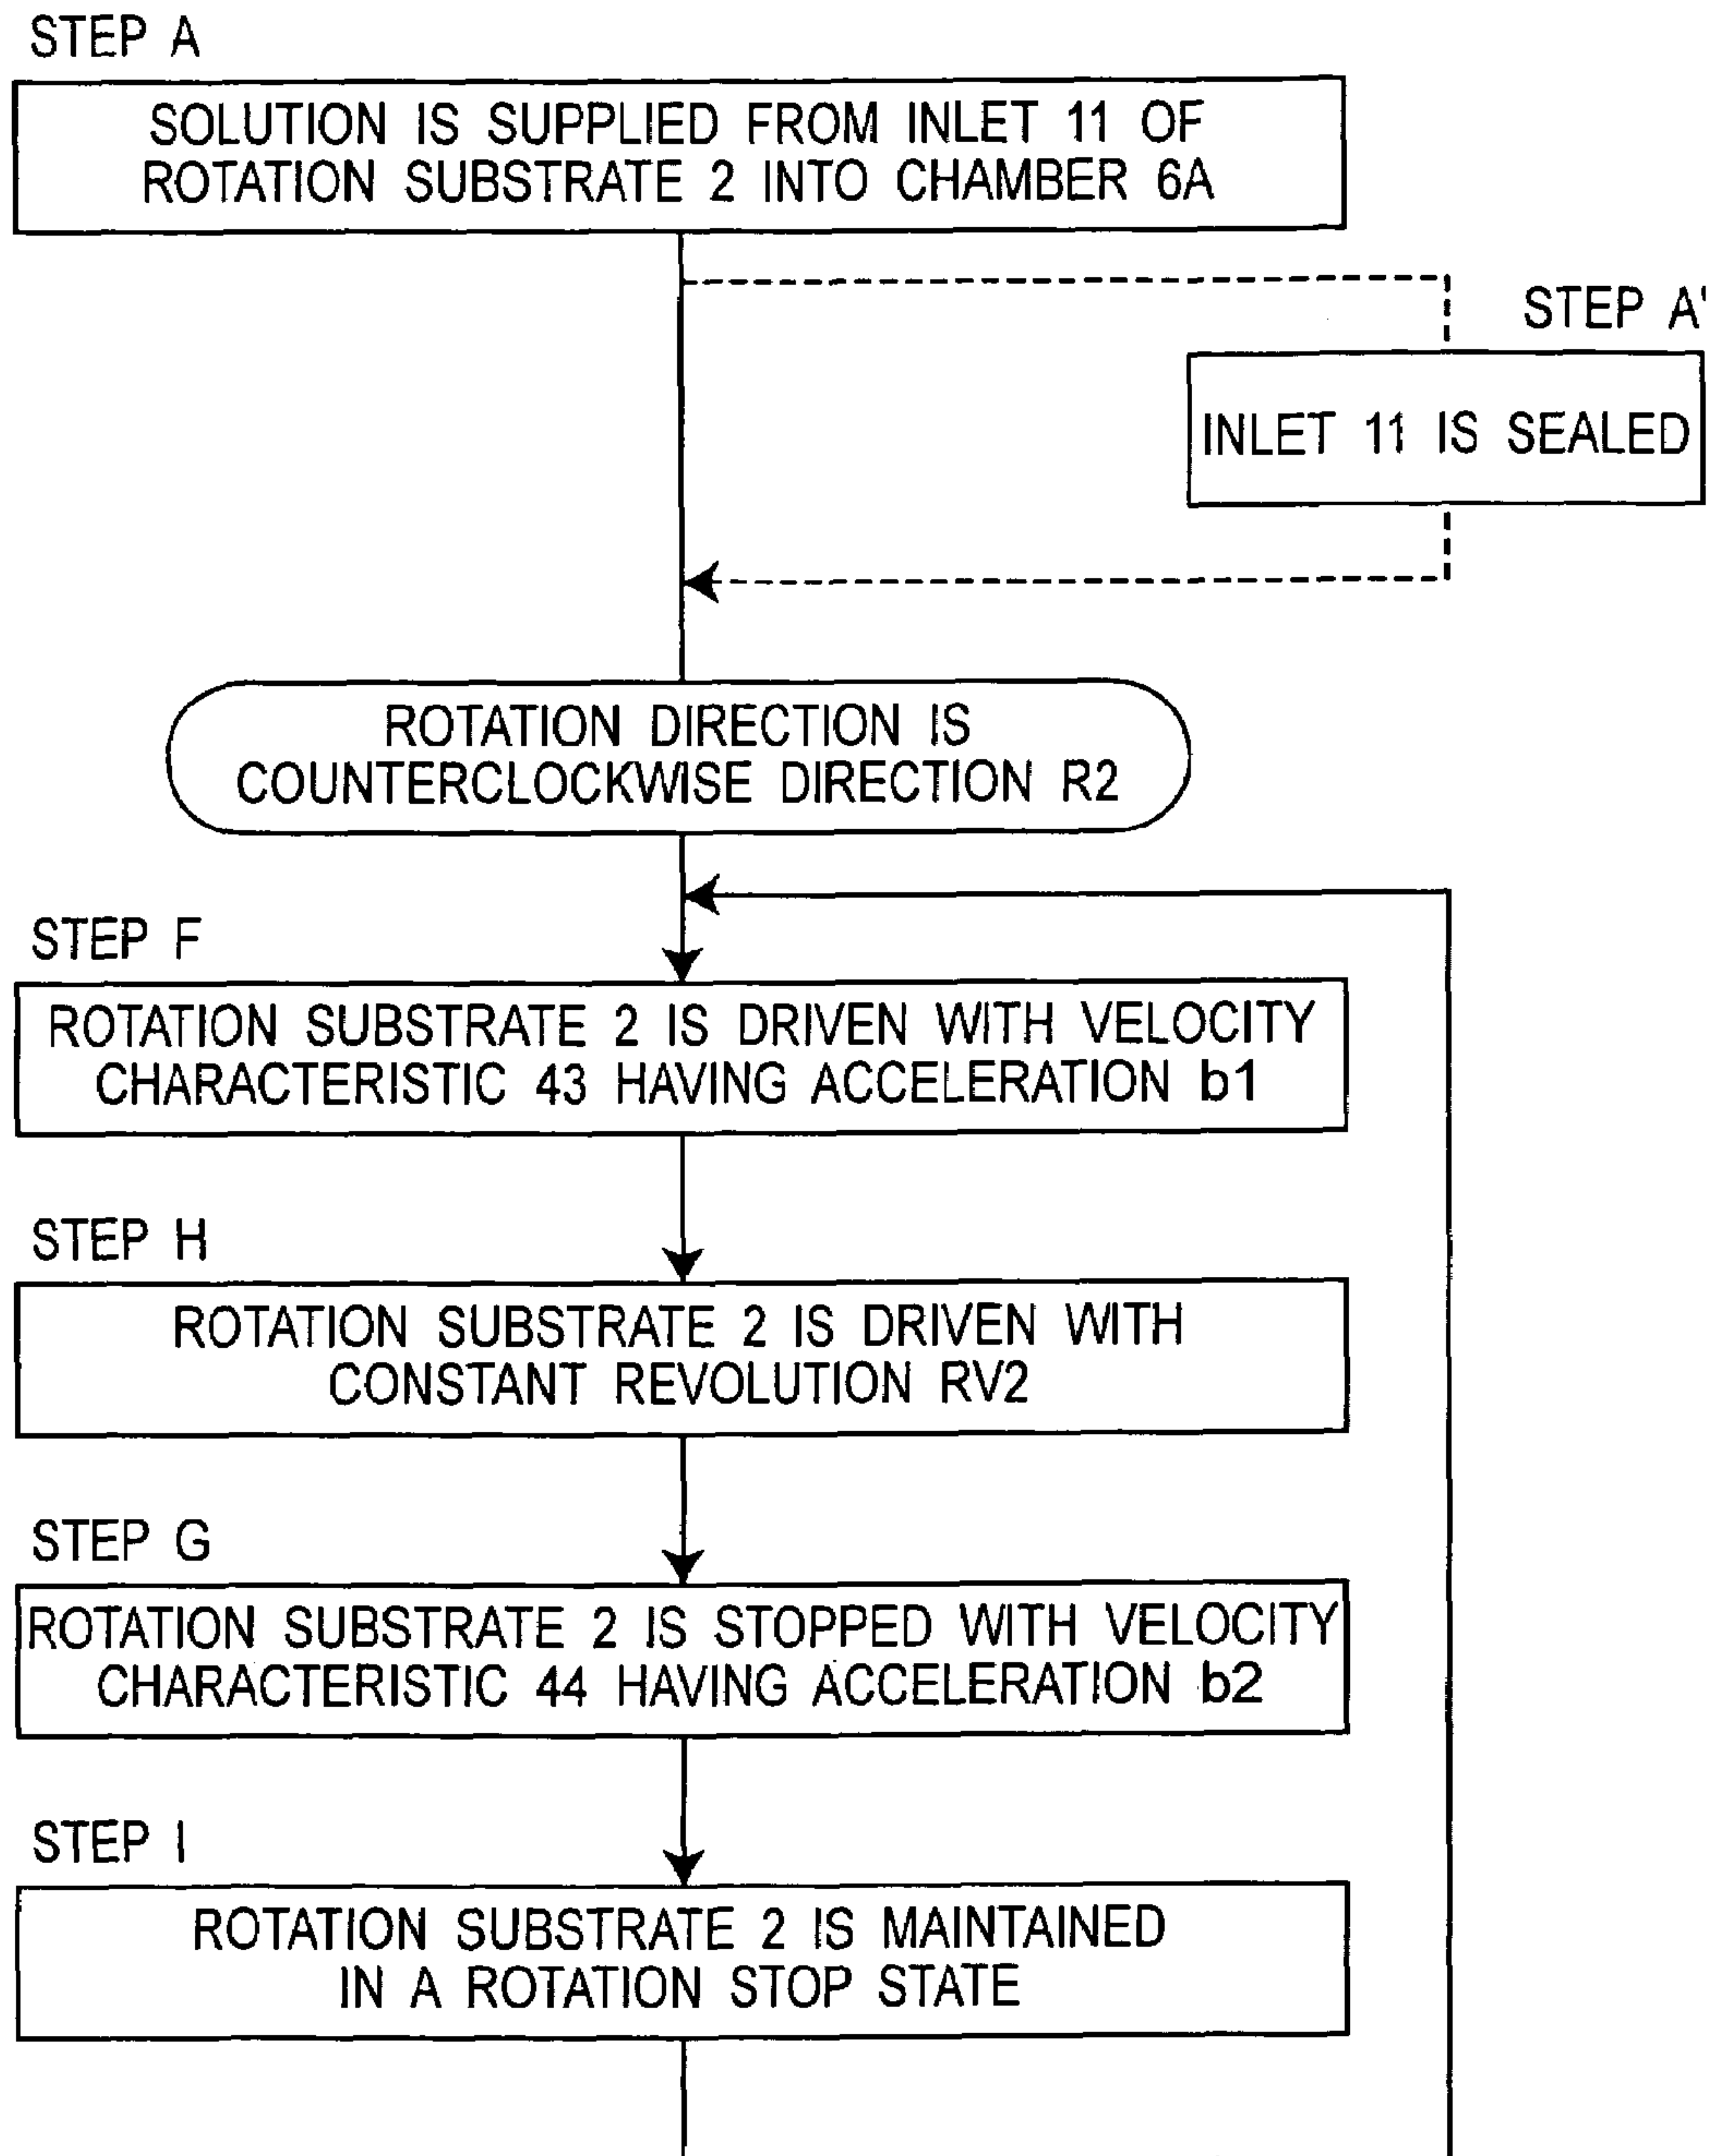 STEP A
SOLUTION IS SUPPLIED FROM INLET 11 OF
ROTATION SUBSTRATE 2 INTO CHAMBER 6A
STEP A'
INLET 11 IS SEALED
ROTATION DIRECTION IS
COUNTERCLOCKWISE DIRECTION R2
STEP F
ROTATION SUBSTRATE 2 IS DRIVEN WITH VELOCITY
CHARACTERISTIC 43 HAVING ACCELERATION b1
STEP H
ROTATION SUBSTRATE 2 IS DRIVEN WITH
CONSTANT REVOLUTION RV2
STEP G
ROTATION SUBSTRATE 2 IS STOPPED WITH VELOCITY
CHARACTERISTIC 44 HAVING ACCELERATION b2
STEP I
ROTATION SUBSTRATE 2 IS MAINTAINED
IN A ROTATION STOP STATE